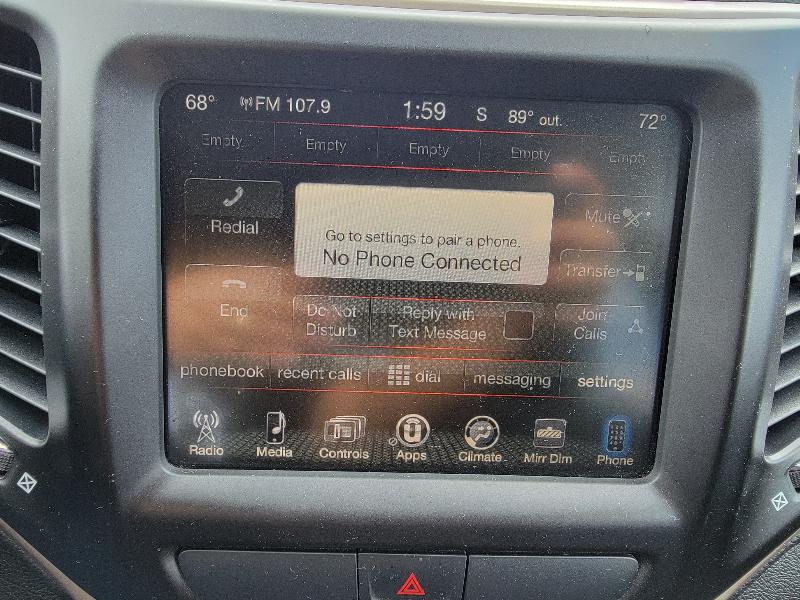 68° FM 107.9 1:59 S 89° out. 72°
Empty Empty Empty Empty Empty
Redial
Go to settings to pair a phone.
No Phone Connected
Mute
Transfer
End
Do Not
Disturb
Reply with
Text Message
Join
Calls
phonebook recent calls dial messaging settings
Radio Media Controls Apps Climate Mirr Dim Phone